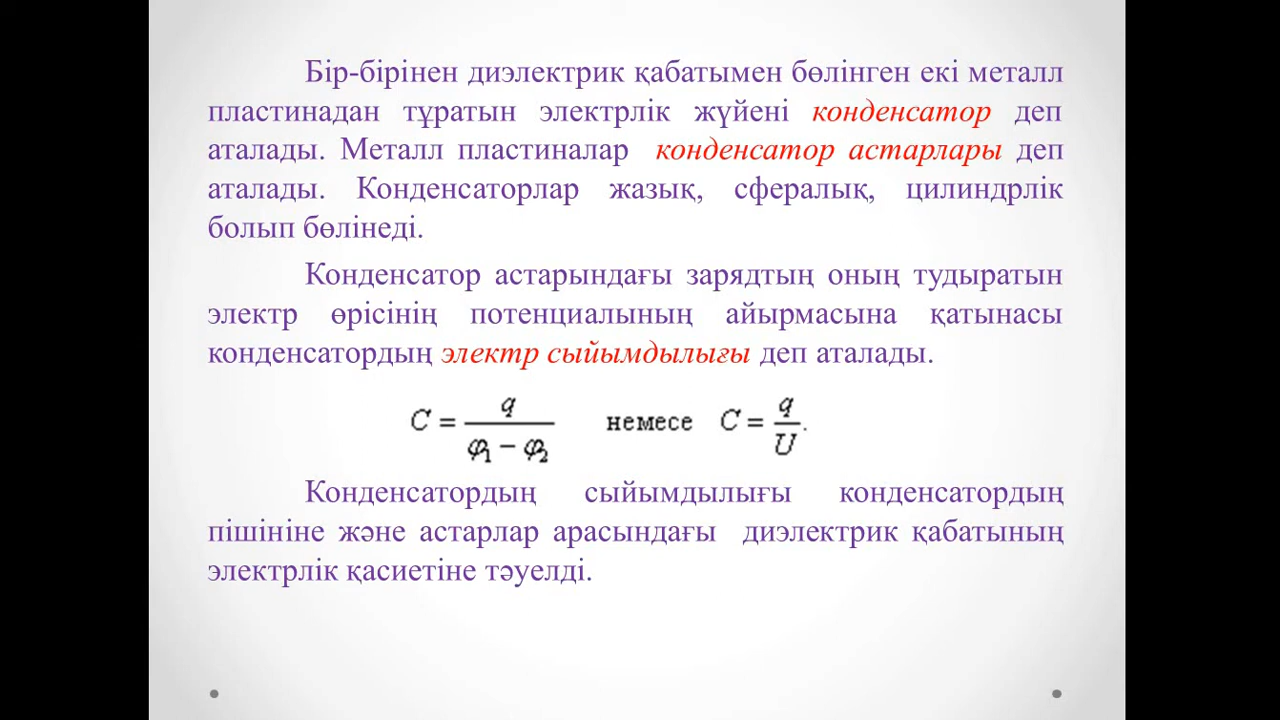 Бір-бірінен диэлектрик қабатымен бөлінген екі металл
пластинадан тұратын электрлік жүйені конденсатор деп
аталады. Металл пластиналар конденсатор астарлары деп
аталады. Конденсаторлар жазық, сфералық, цилиндрлік
болып бөлінеді.
Конденсатор астарындағы зарядтың оның тудыратын
электр өрісінің потенциалының айырмасына қатынасы
конденсатордың электр сыйымдылығы деп аталады.
C = q / (φ₁ − φ₂) немесе C = q / U.
Конденсатордың сыйымдылығы конденсатордың
пішініне және астарлар арасындағы диэлектрик қабатының
электрлік қасиетіне тәуелді.